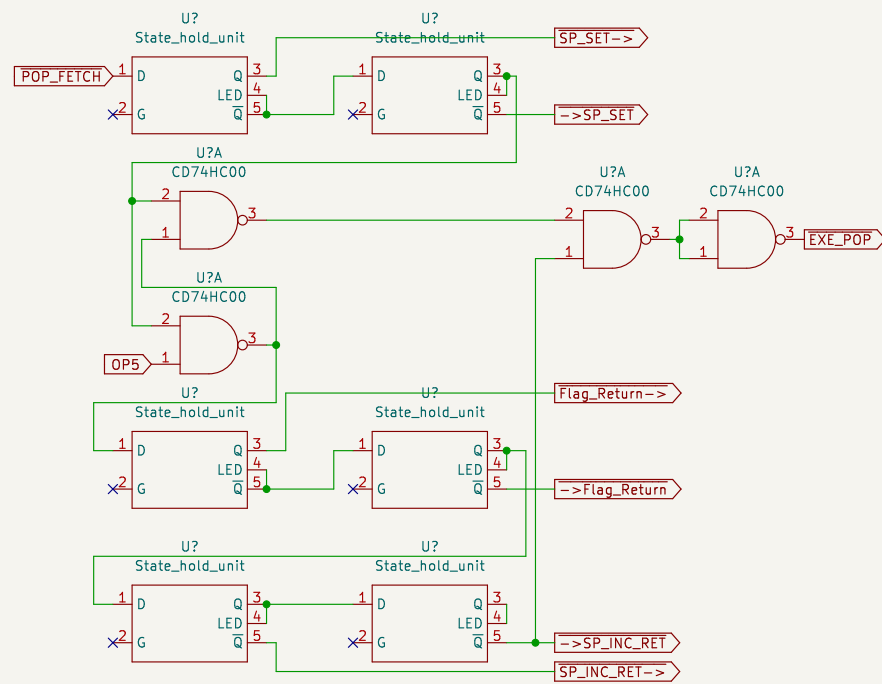 U?
State_hold_unit
U?
State_hold_unit
SP_SET->
POP_FETCH
1 D Q 3
LED 4
2 G Q 5
1 D Q 3
LED 4
2 G Q 5
->SP_SET
U?A
CD74HC00
2
1
3
U?A
CD74HC00
2
1
3
U?A
CD74HC00
2
1
3
EXE_POP
U?A
CD74HC00
2
1
3
OP5
U?
State_hold_unit
U?
State_hold_unit
Flag_Return->
1 D Q 3
LED 4
2 G Q 5
1 D Q 3
LED 4
2 G Q 5
->Flag_Return
U?
State_hold_unit
U?
State_hold_unit
1 D Q 3
LED 4
2 G Q 5
1 D Q 3
LED 4
2 G Q 5
->SP_INC_RET
SP_INC_RET->